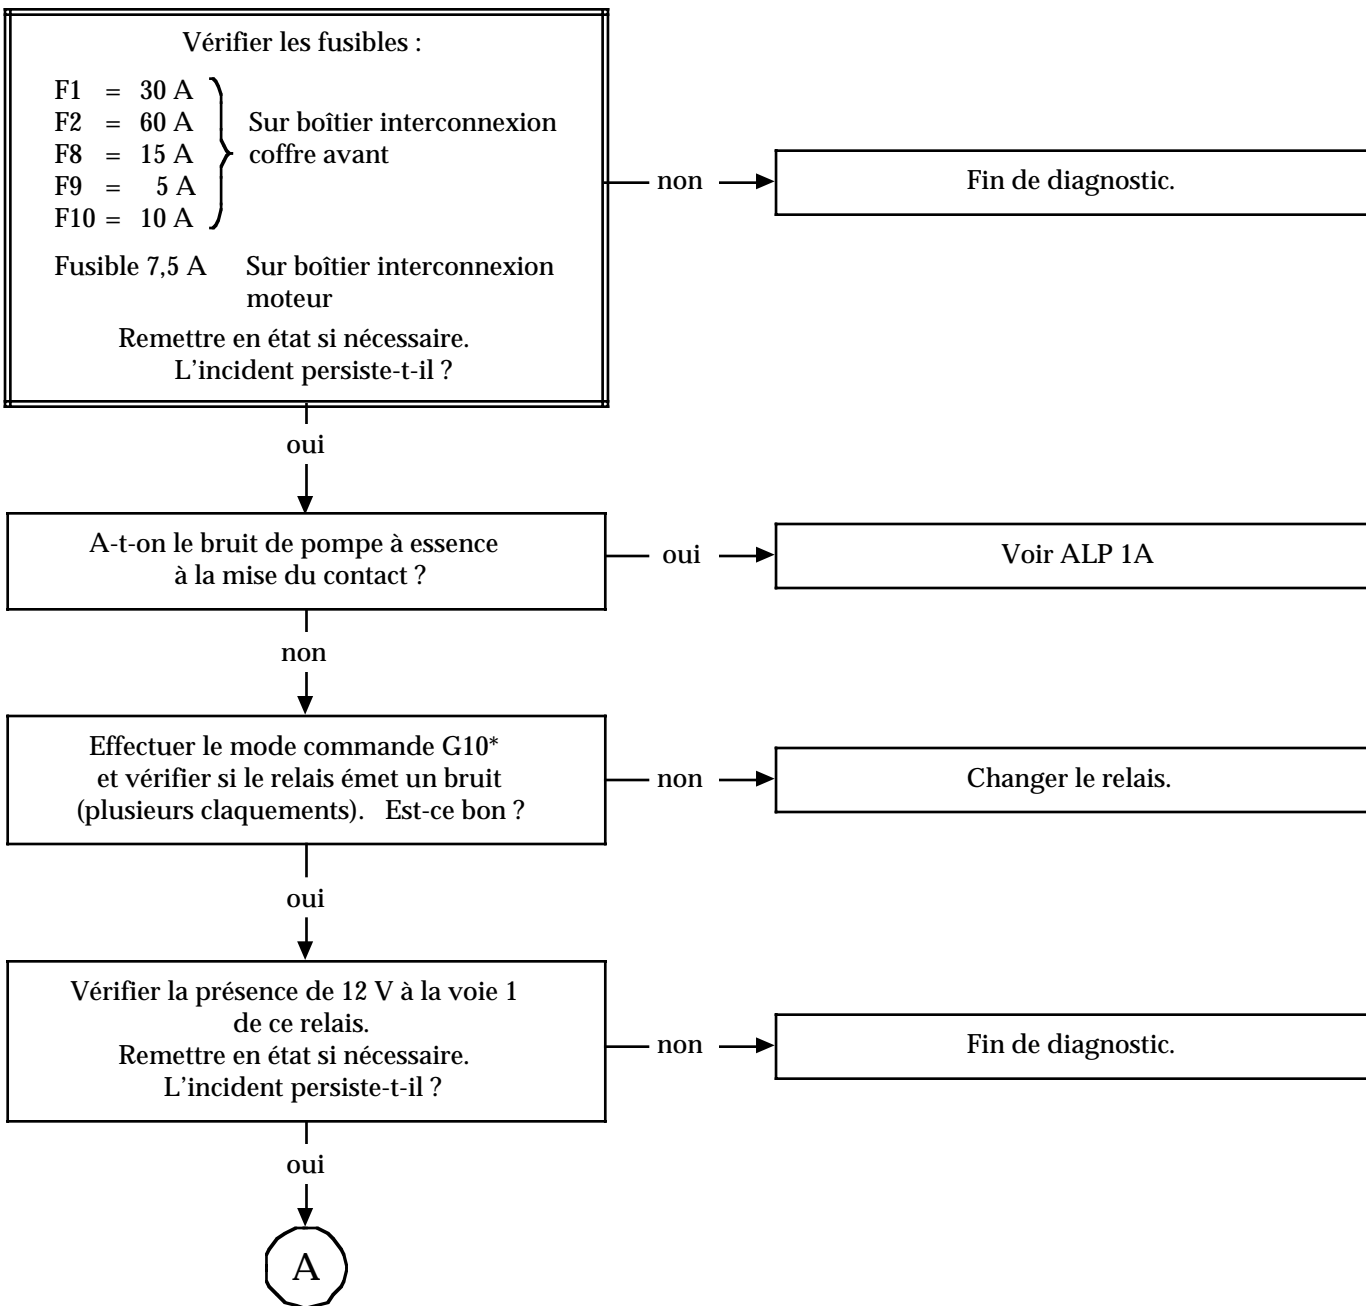 Vérifier les fusibles :
F1 = 30 A
F2 = 60 A Sur boîtier interconnexion
F8 = 15 A coffre avant
F9 = 5 A
F10 = 10 A
Fusible 7,5 A Sur boîtier interconnexion
moteur
Remettre en état si nécessaire.
L'incident persiste-t-il ?
non
Fin de diagnostic.
oui
A-t-on le bruit de pompe à essence
à la mise du contact ?
oui
Voir ALP 1A
non
Effectuer le mode commande G10*
et vérifier si le relais émet un bruit
(plusieurs claquements). Est-ce bon ?
non
Changer le relais.
oui
Vérifier la présence de 12 V à la voie 1
de ce relais.
Remettre en état si nécessaire.
L'incident persiste-t-il ?
non
Fin de diagnostic.
oui
A